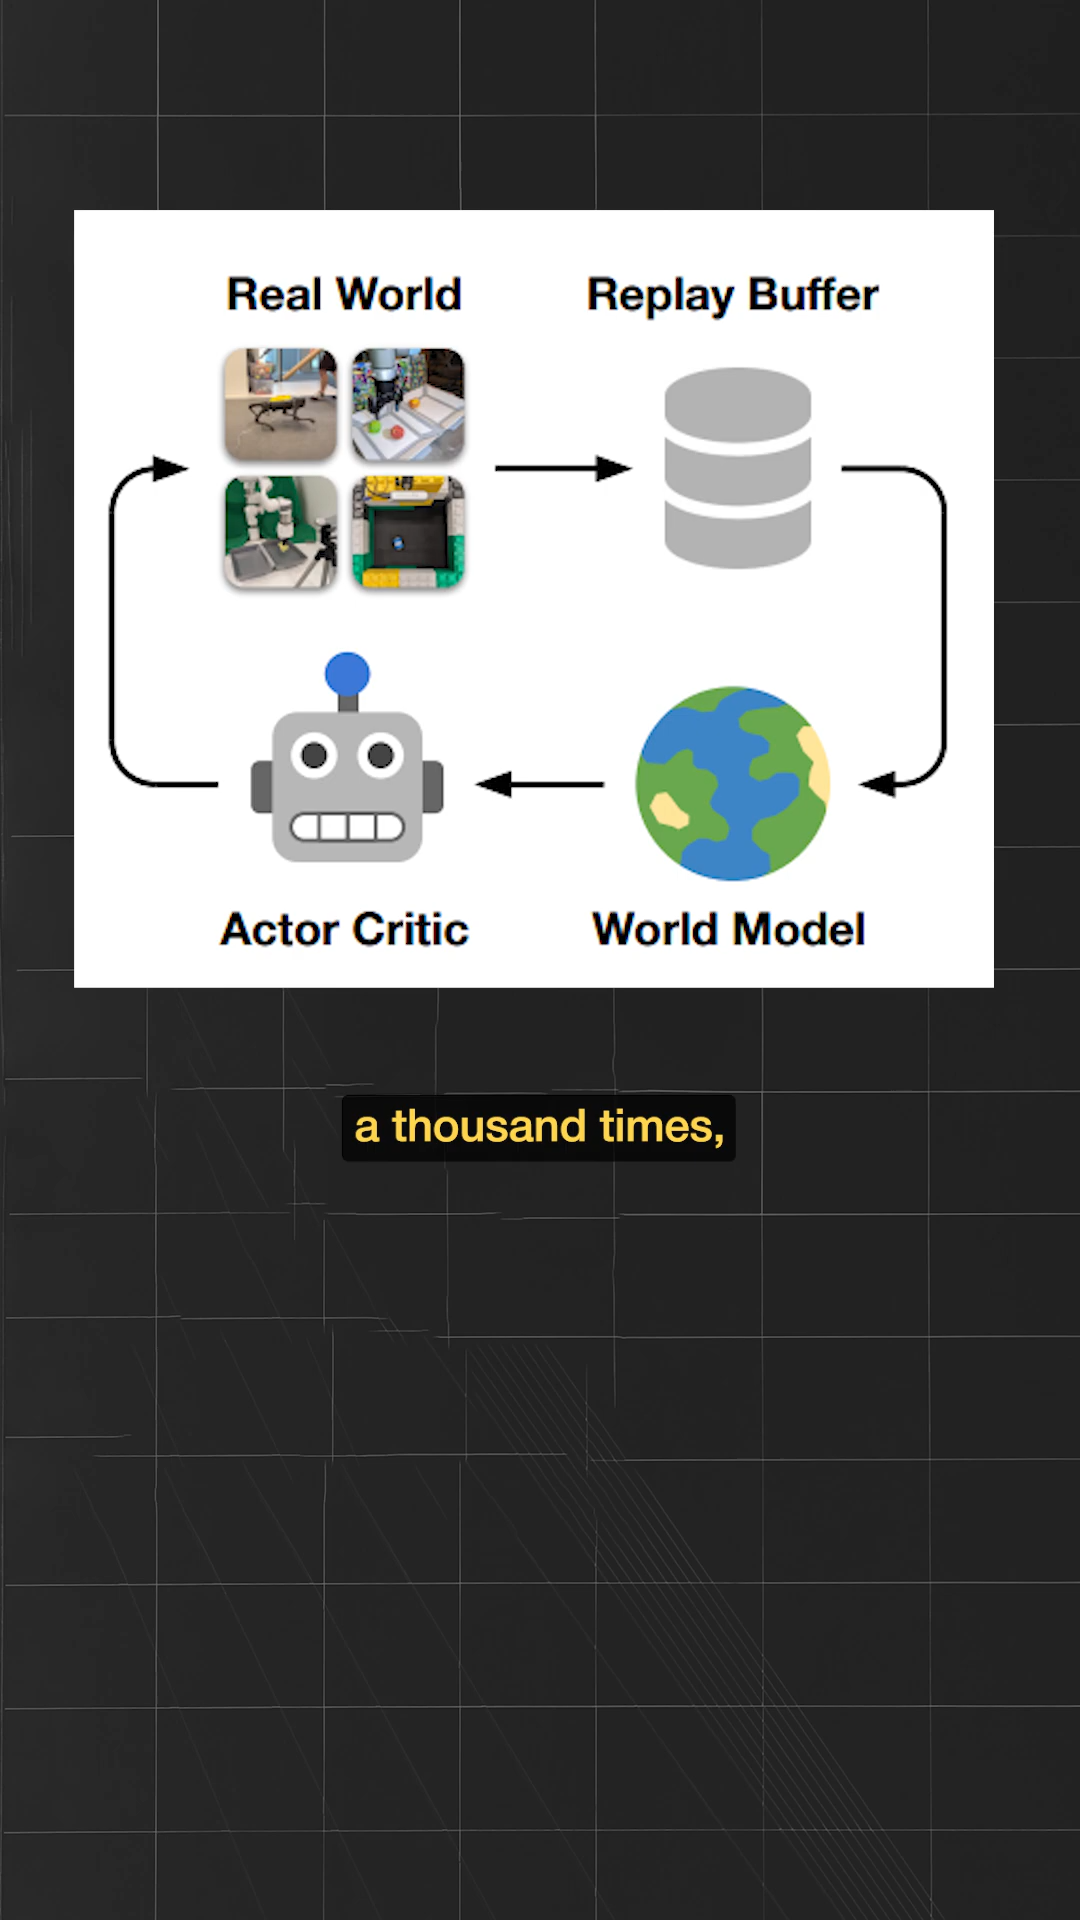 Real World
Replay Buffer
Actor Critic
World Model
a thousand times,